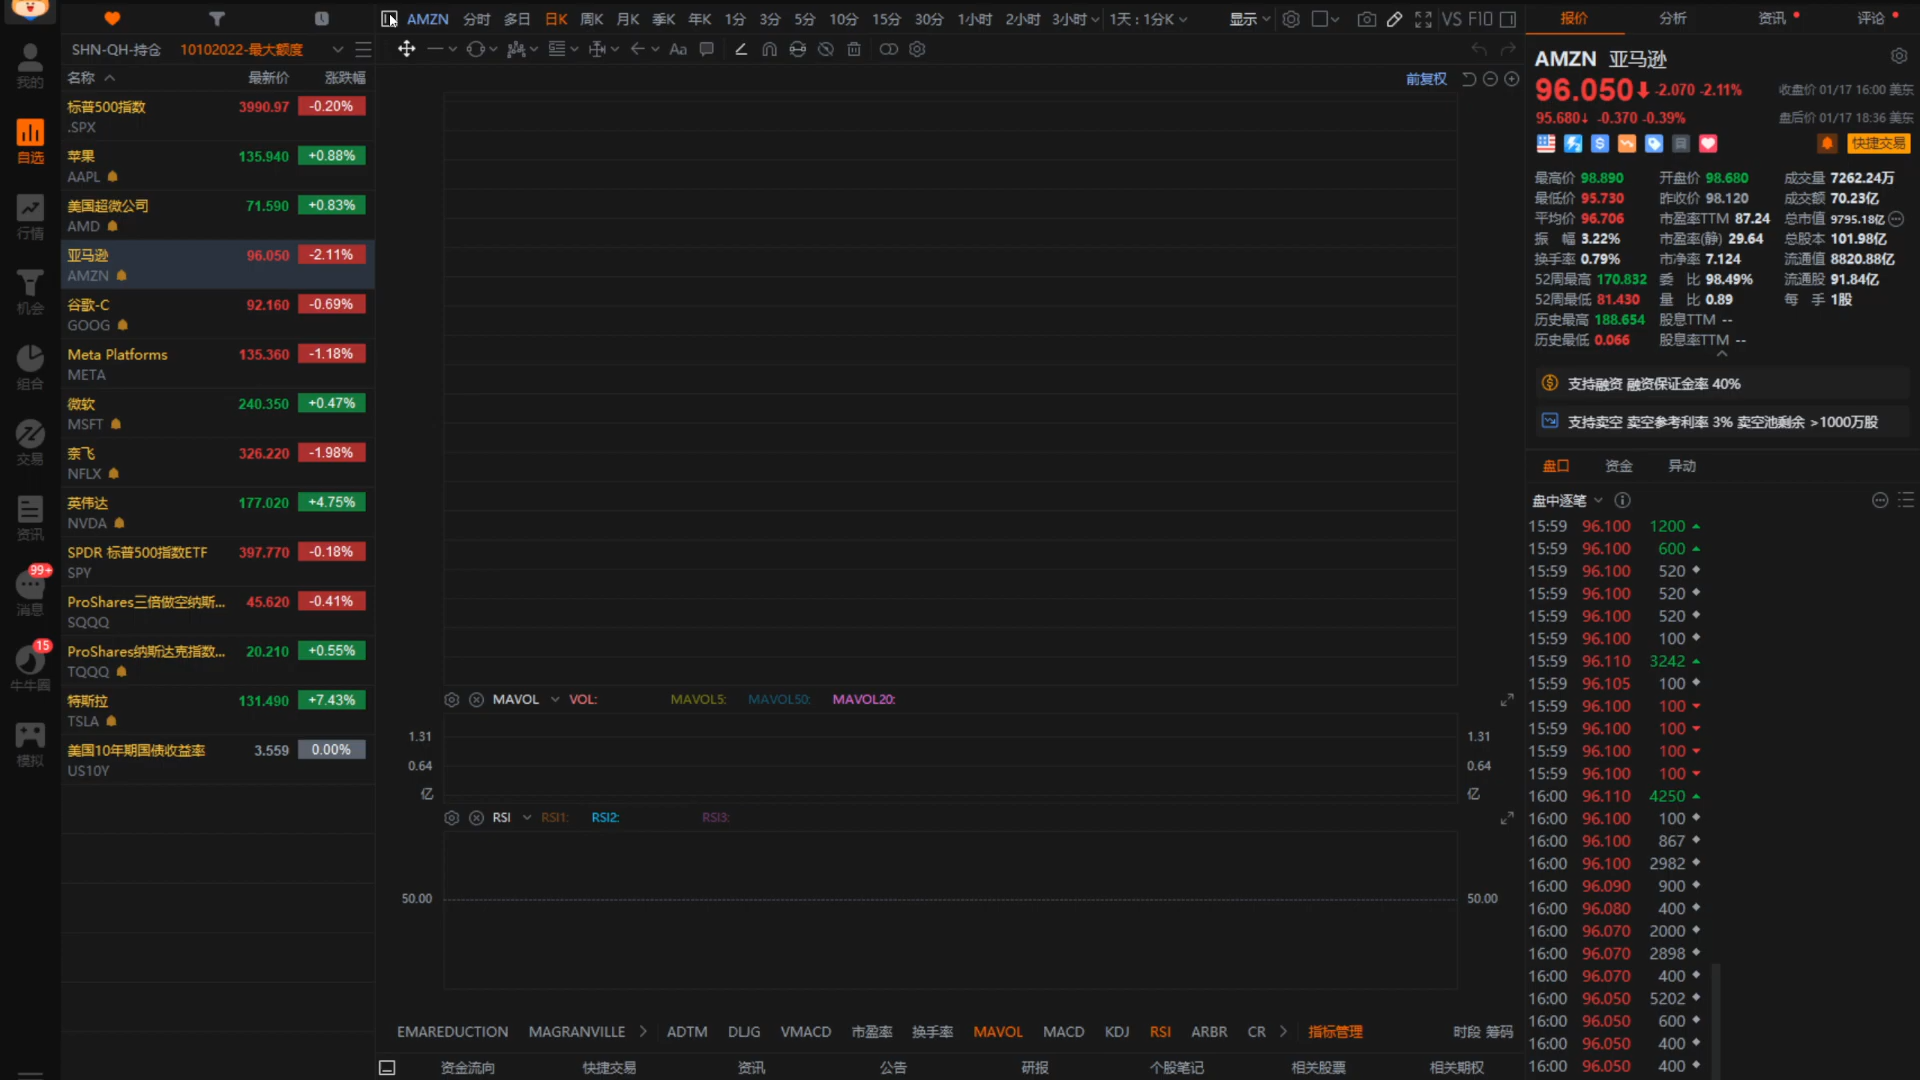 AMZN 分时 多日 日K 周K 月K 季K 年K 1分 3分 5分 10分 15分 30分 1小时 2小时 3小时 1天 : 1分K 显示 VS F10
报价 分析 资讯 评论
SHN-QH-持仓 10102022-最大额度
Aa
名称 最新价 涨跌幅
前复权
标普500指数 3990.97 -0.20%
.SPX
苹果 135.940 +0.88%
AAPL
美国超微公司 71.590 +0.83%
AMD
亚马逊 96.050 -2.11%
AMZN
谷歌-C 92.160 -0.69%
GOOG
Meta Platforms 135.360 -1.18%
META
微软 240.350 +0.47%
MSFT
奈飞 326.220 -1.98%
NFLX
英伟达 177.020 +4.75%
NVDA
SPDR 标普500指数ETF 397.770 -0.18%
SPY
ProShares三倍做空纳斯... 45.620 -0.41%
SQQQ
ProShares纳斯达克指数... 20.210 +0.55%
TQQQ
特斯拉 131.490 +7.43%
TSLA
美国10年期国债收益率 3.559 0.00%
US10Y
我的
自选
行情
机会
组合
交易
资讯
99+
消息
15
牛牛圈
模拟
MAVOL VOL: MAVOL5: MAVOL50: MAVOL20:
1.31 1.31
0.64 0.64
亿 亿
RSI RSI1: RSI2: RSI3:
50.00 50.00
EMAREDUCTION MAGRANVILLE ADTM DLJG VMACD 市盈率 换手率 MAVOL MACD KDJ RSI ARBR CR 指标管理 时段 筹码
资金流向 快捷交易 资讯 公告 研报 个股笔记 相关股票 相关期权
AMZN 亚马逊
96.050 -2.070 -2.11% 收盘价 01/17 16:00 美东
95.680↓ -0.370 -0.39% 盘后价 01/17 18:36 美东
快捷交易
最高价 98.890 开盘价 98.680 成交量 7262.24万
最低价 95.730 昨收价 98.120 成交额 70.23亿
平均价 96.706 市盈率TTM 87.24 总市值 9795.18亿
振 幅 3.22% 市盈率(静) 29.64 总股本 101.98亿
换手率 0.79% 市净率 7.124 流通值 8820.88亿
52周最高 170.832 委 比 98.49% 流通股 91.84亿
52周最低 81.430 量 比 0.89 每 手 1股
历史最高 188.654 股息TTM --
历史最低 0.066 股息率TTM --
支持融资 融资保证金率 40%
支持卖空 卖空参考利率 3% 卖空池剩余 >1000万股
盘口 资金 异动
盘中逐笔
15:59 96.100 1200
15:59 96.100 600
15:59 96.100 520
15:59 96.100 520
15:59 96.100 520
15:59 96.100 100
15:59 96.110 3242
15:59 96.105 100
15:59 96.100 100
15:59 96.100 100
15:59 96.100 100
15:59 96.100 100
16:00 96.110 4250
16:00 96.100 100
16:00 96.100 867
16:00 96.100 2982
16:00 96.090 900
16:00 96.080 400
16:00 96.070 2000
16:00 96.070 2898
16:00 96.070 400
16:00 96.050 5202
16:00 96.050 600
16:00 96.050 400
16:00 96.050 400